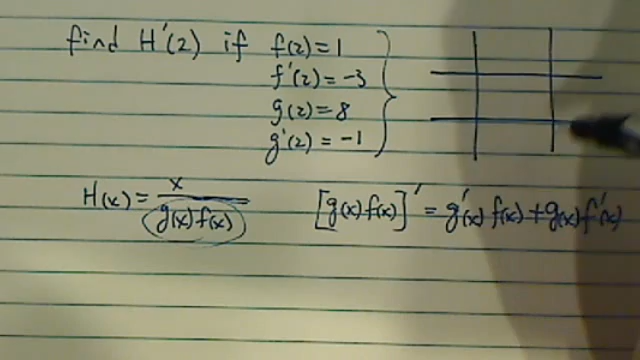 find H'(2) if f(2) = 1
f'(2) = -3
g(2) = 8
g'(2) = -1
H(x) = x / g(x) f(x) [g(x) f(x)]' = g'(x) f(x) + g(x) f'(x)